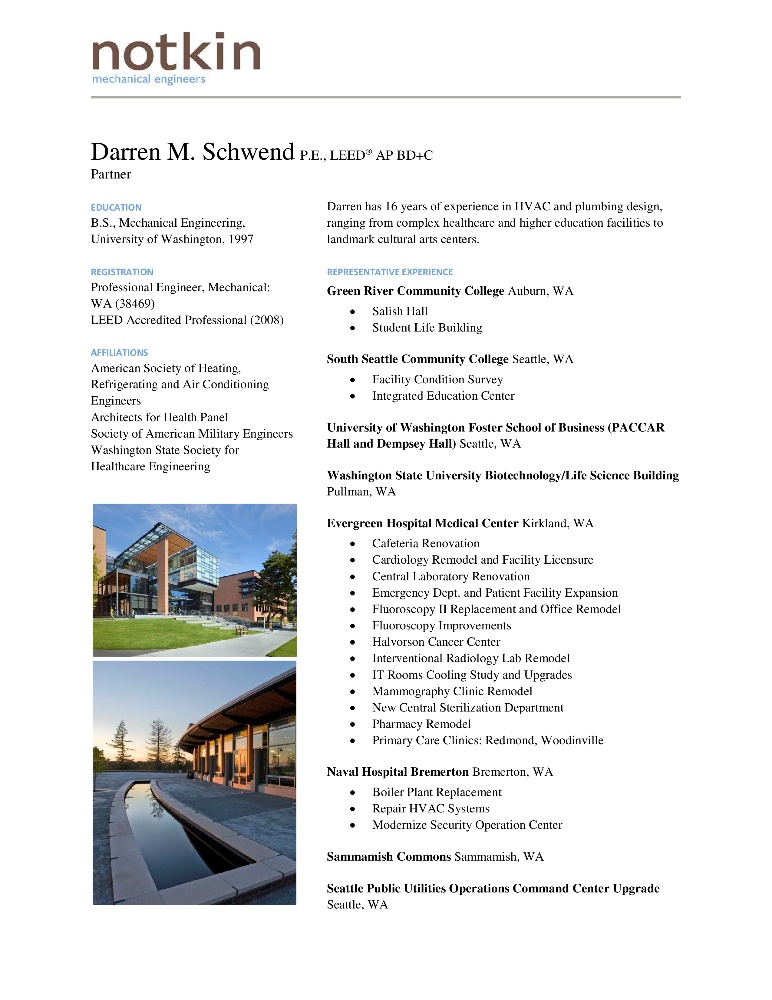 notkin
mechanical engineers
Darren M. Schwend P.E., LEED® AP BD+C
Partner
EDUCATION
B.S., Mechanical Engineering,
University of Washington, 1997
REGISTRATION
Professional Engineer, Mechanical:
WA (38469)
LEED Accredited Professional (2008)
AFFILIATIONS
American Society of Heating,
Refrigerating and Air Conditioning
Engineers
Architects for Health Panel
Society of American Military Engineers
Washington State Society for
Healthcare Engineering
Darren has 16 years of experience in HVAC and plumbing design,
ranging from complex healthcare and higher education facilities to
landmark cultural arts centers.
REPRESENTATIVE EXPERIENCE
Green River Community College Auburn, WA
• Salish Hall
• Student Life Building
South Seattle Community College Seattle, WA
• Facility Condition Survey
• Integrated Education Center
University of Washington Foster School of Business (PACCAR
Hall and Dempsey Hall) Seattle, WA
Washington State University Biotechnology/Life Science Building
Pullman, WA
Evergreen Hospital Medical Center Kirkland, WA
• Cafeteria Renovation
• Cardiology Remodel and Facility Licensure
• Central Laboratory Renovation
• Emergency Dept. and Patient Facility Expansion
• Fluoroscopy II Replacement and Office Remodel
• Fluoroscopy Improvements
• Halvorson Cancer Center
• Interventional Radiology Lab Remodel
• IT Rooms Cooling Study and Upgrades
• Mammography Clinic Remodel
• New Central Sterilization Department
• Pharmacy Remodel
• Primary Care Clinics: Redmond, Woodinville
Naval Hospital Bremerton Bremerton, WA
• Boiler Plant Replacement
• Repair HVAC Systems
• Modernize Security Operation Center
Sammamish Commons Sammamish, WA
Seattle Public Utilities Operations Command Center Upgrade
Seattle, WA